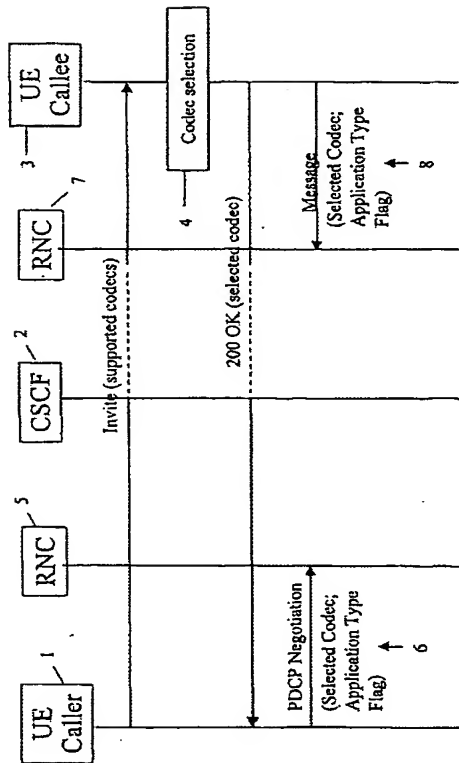 UE
Caller
1
RNC
5
CSCF
2
RNC
7
UE
Callee
3
Invite (supported codecs)
Codec selection
4
200 OK (selected codec)
PDCP Negotiation
(Selected Codec;
Application Type
Flag)
6
Message
(Selected Codec;
Application Type
Flag)
8